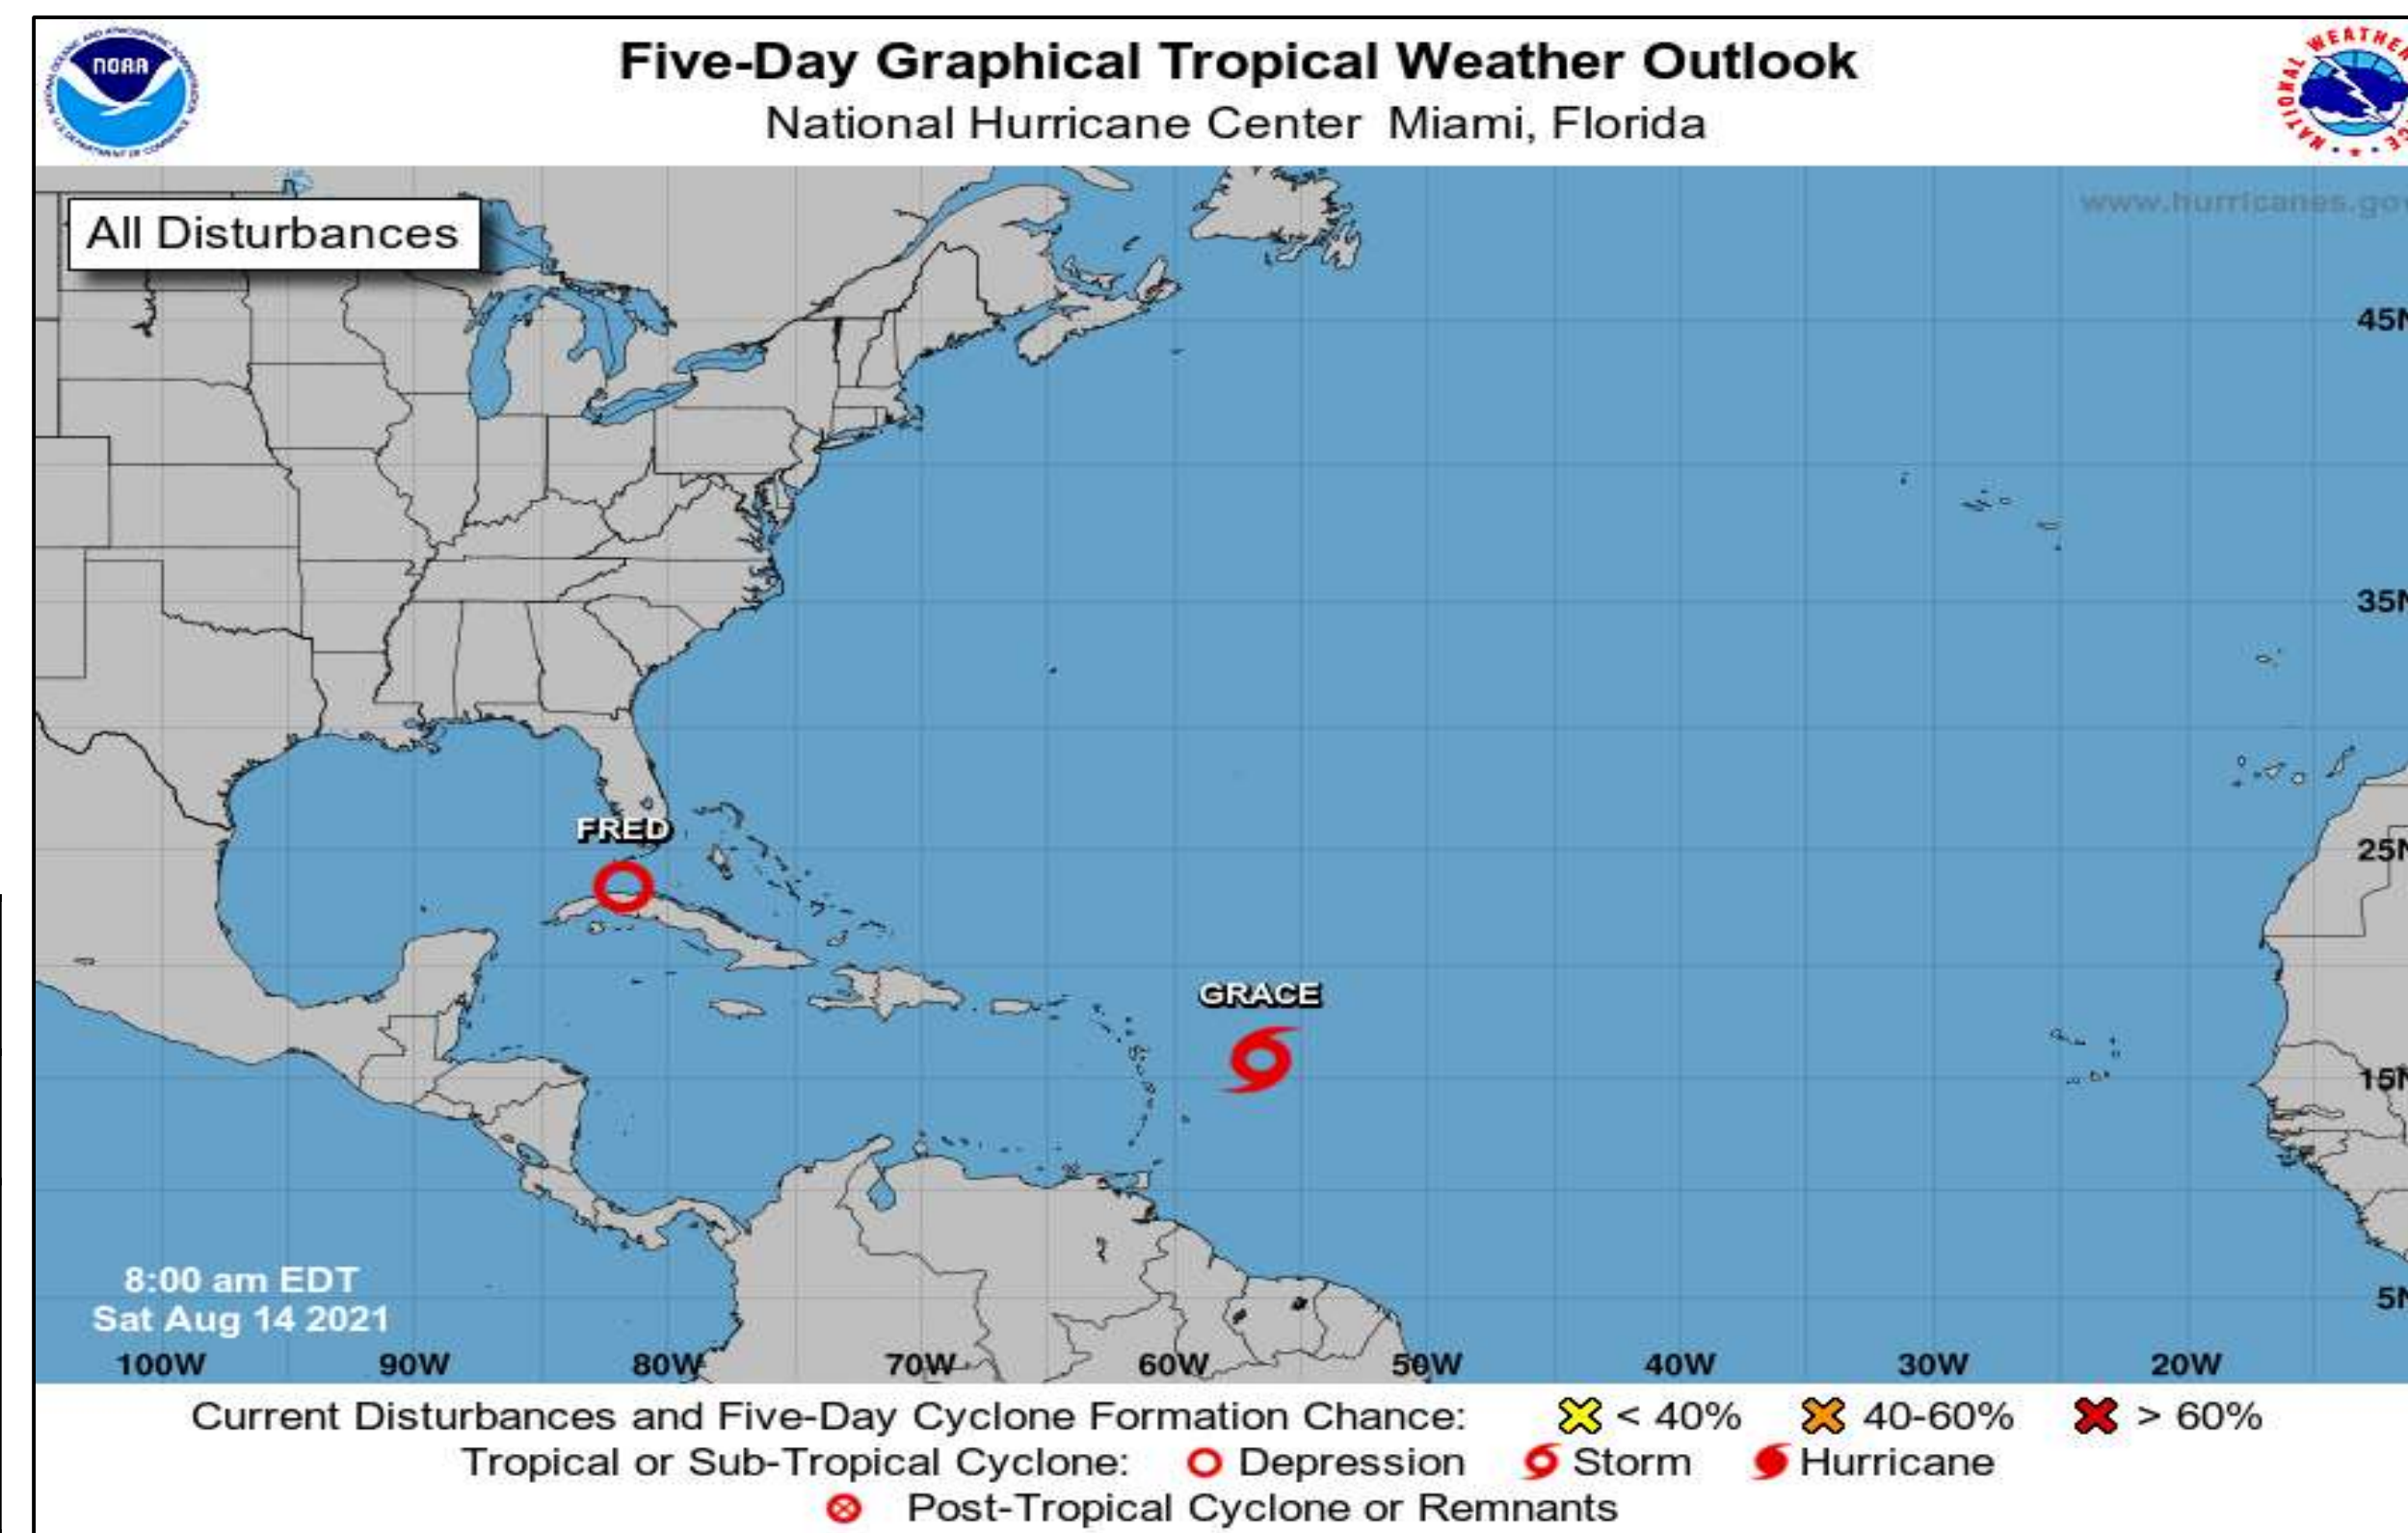 NOAA
Five-Day Graphical Tropical Weather Outlook
National Hurricane Center Miami, Florida
NATIONAL WEATHER
www.hurricanes.gov
All Disturbances
45N
35N
FRED
25N
GRACE
15N
8:00 am EDT
Sat Aug 14 2021
5N
100W 90W 80W 70W 60W 50W 40W 30W 20W
Current Disturbances and Five-Day Cyclone Formation Chance: < 40% 40-60% > 60%
Tropical or Sub-Tropical Cyclone: Depression Storm Hurricane
Post-Tropical Cyclone or Remnants